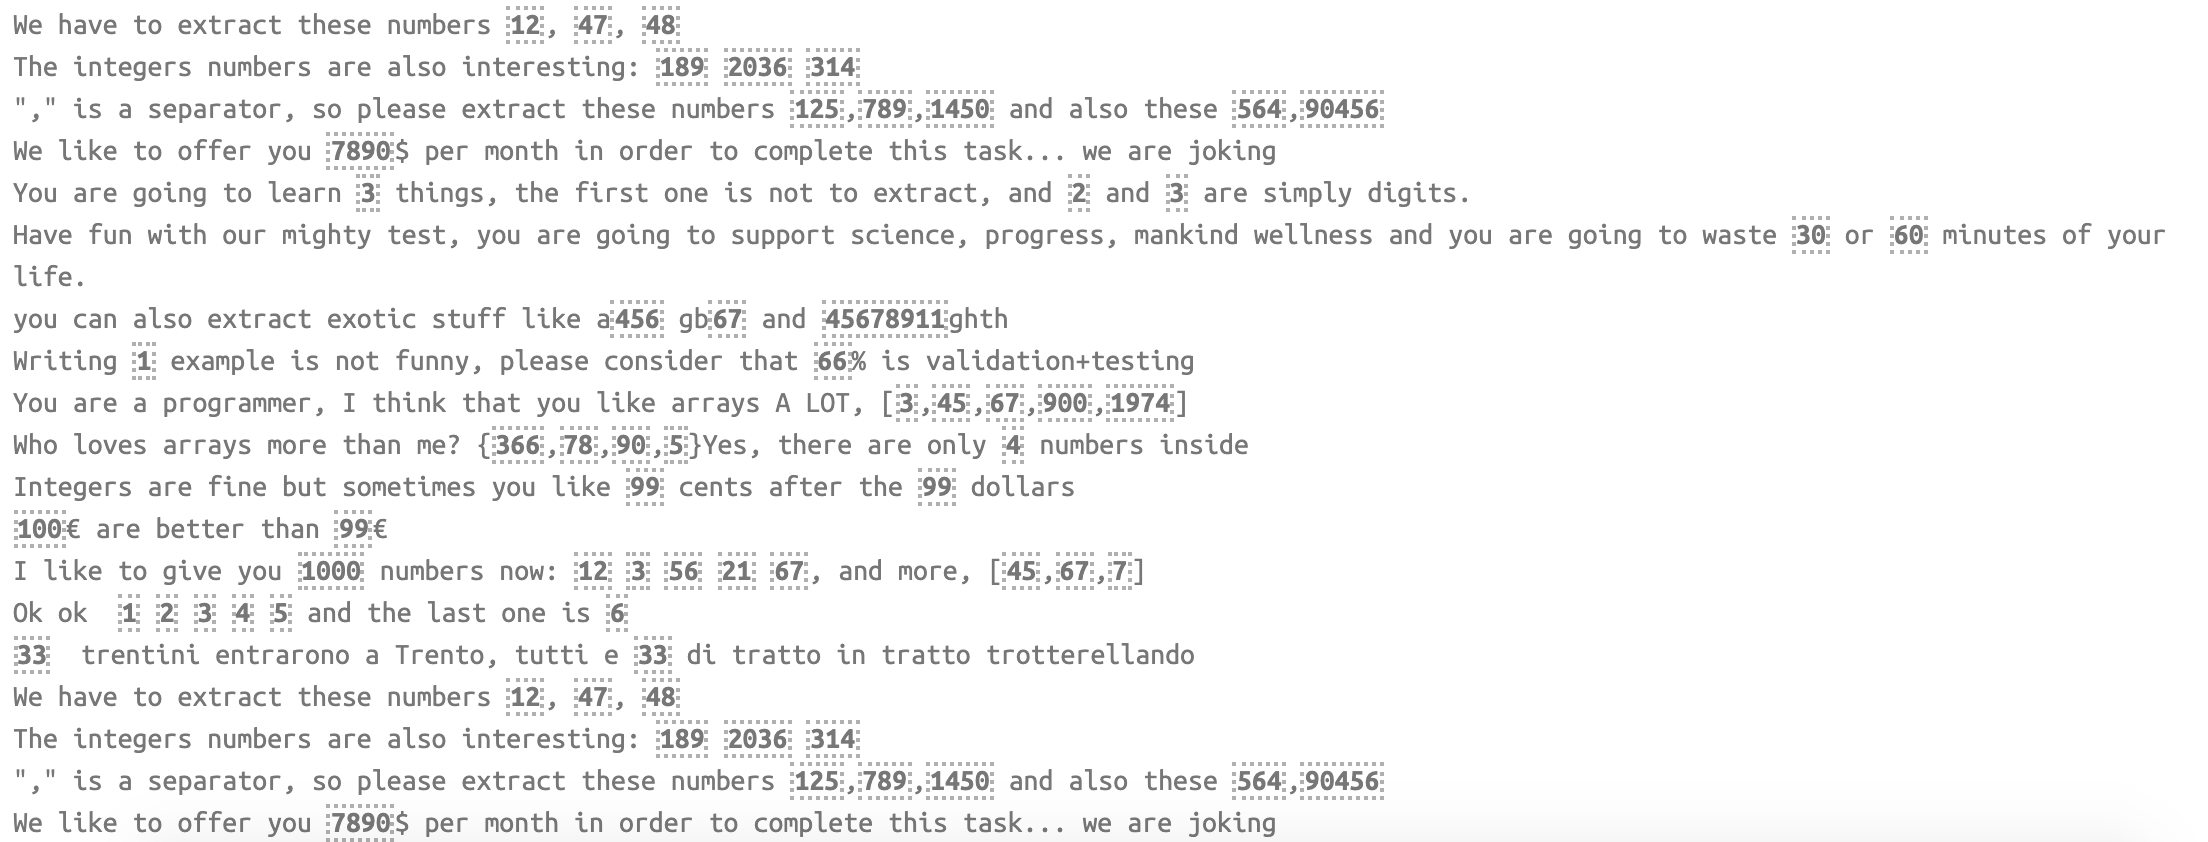 We have to extract these numbers 12, 47, 48
The integers numbers are also interesting: 189 2036 314
"," is a separator, so please extract these numbers 125,789,1450 and also these 564,90456
We like to offer you 7890$ per month in order to complete this task... we are joking
You are going to learn 3 things, the first one is not to extract, and 2 and 3 are simply digits.
Have fun with our mighty test, you are going to support science, progress, mankind wellness and you are going to waste 30 or 60 minutes of your
life.
you can also extract exotic stuff like a456 gb67 and 45678911ghth
Writing 1 example is not funny, please consider that 66% is validation+testing
You are a programmer, I think that you like arrays A LOT, [3,45,67,900,1974]
Who loves arrays more than me? {366,78,90,5}Yes, there are only 4 numbers inside
Integers are fine but sometimes you like 99 cents after the 99 dollars
100€ are better than 99€
I like to give you 1000 numbers now: 12 3 56 21 67, and more, [45,67,7]
Ok ok  1 2 3 4 5 and the last one is 6
33  trentini entrarono a Trento, tutti e 33 di tratto in tratto trotterellando
We have to extract these numbers 12, 47, 48
The integers numbers are also interesting: 189 2036 314
"," is a separator, so please extract these numbers 125,789,1450 and also these 564,90456
We like to offer you 7890$ per month in order to complete this task... we are joking